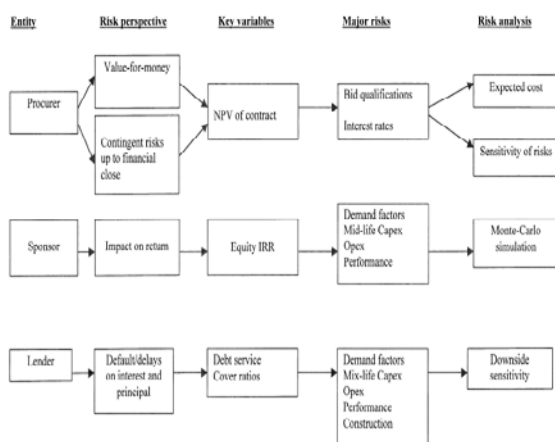 Entity Risk perspective Key variables Major risks Risk analysis
Procurer
Value-for-money
Contingent risks
up to financial
close
NPV of contract
Bid qualifications
Interest rates
Expected cost
Sensitivity of risks
Sponsor
Impact on return
Equity IRR
Demand factors
Mid-life Capex
Opex
Performance
Monte-Carlo
simulation
Lender
Default/delays
on interest and
principal
Debt service
Cover ratios
Demand factors
Mix-life Capex
Opex
Performance
Construction
Downside
sensitivity